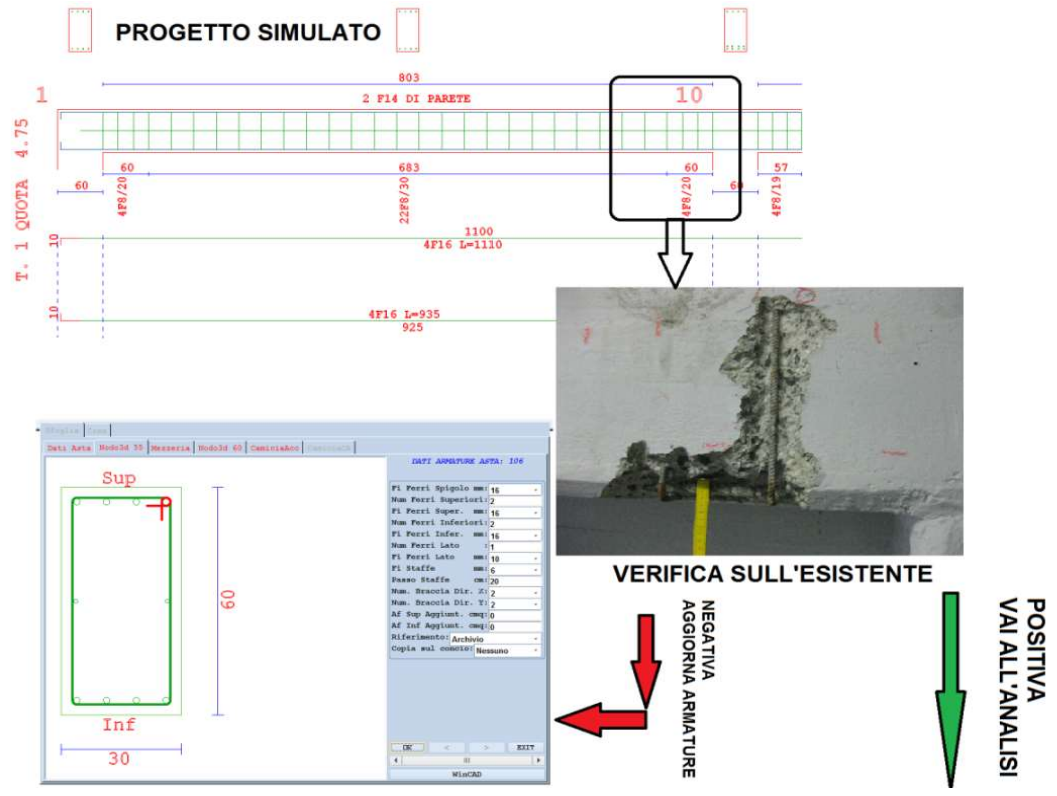 PROGETTO SIMULATO
803
1
2 F14 DI PARETE
10
T. 1 QUOTA 4.75
60
683
60
57
60
4F8/20
22F8/30
4F8/20
60
4F8/19
1100
10
4F16 L=1110
4F16 L=935
10
925
VERIFICA SULL'ESISTENTE
NEGATIVA
AGGIORNA ARMATURE
POSITIVA
VAI ALL'ANALISI
Dati Asta
Nodo3d 55
Mezzeria
Nodo3d 60
CaminiaAcc
DATI ARMATURE ASTA: 106
Sup
Inf
60
30
Fi Ferri Spigolo mm: 16
Num Ferri Superiori: 2
Fi Ferri Super. mm: 16
Num Ferri Inferiori: 2
Fi Ferri Infer. mm: 16
Num Ferri Lato : 1
Fi Ferri Lato mm: 10
Fi Staffe mm: 6
Passo Staffe cm: 20
Num. Braccia Dir. X: 2
Num. Braccia Dir. Y: 2
Af Sup Aggiunt. cmq: 0
Af Inf Aggiunt. cmq: 0
Riferimento: Archivio
Copia sul concio: Nessuno
OK < > EXIT
WinCAD